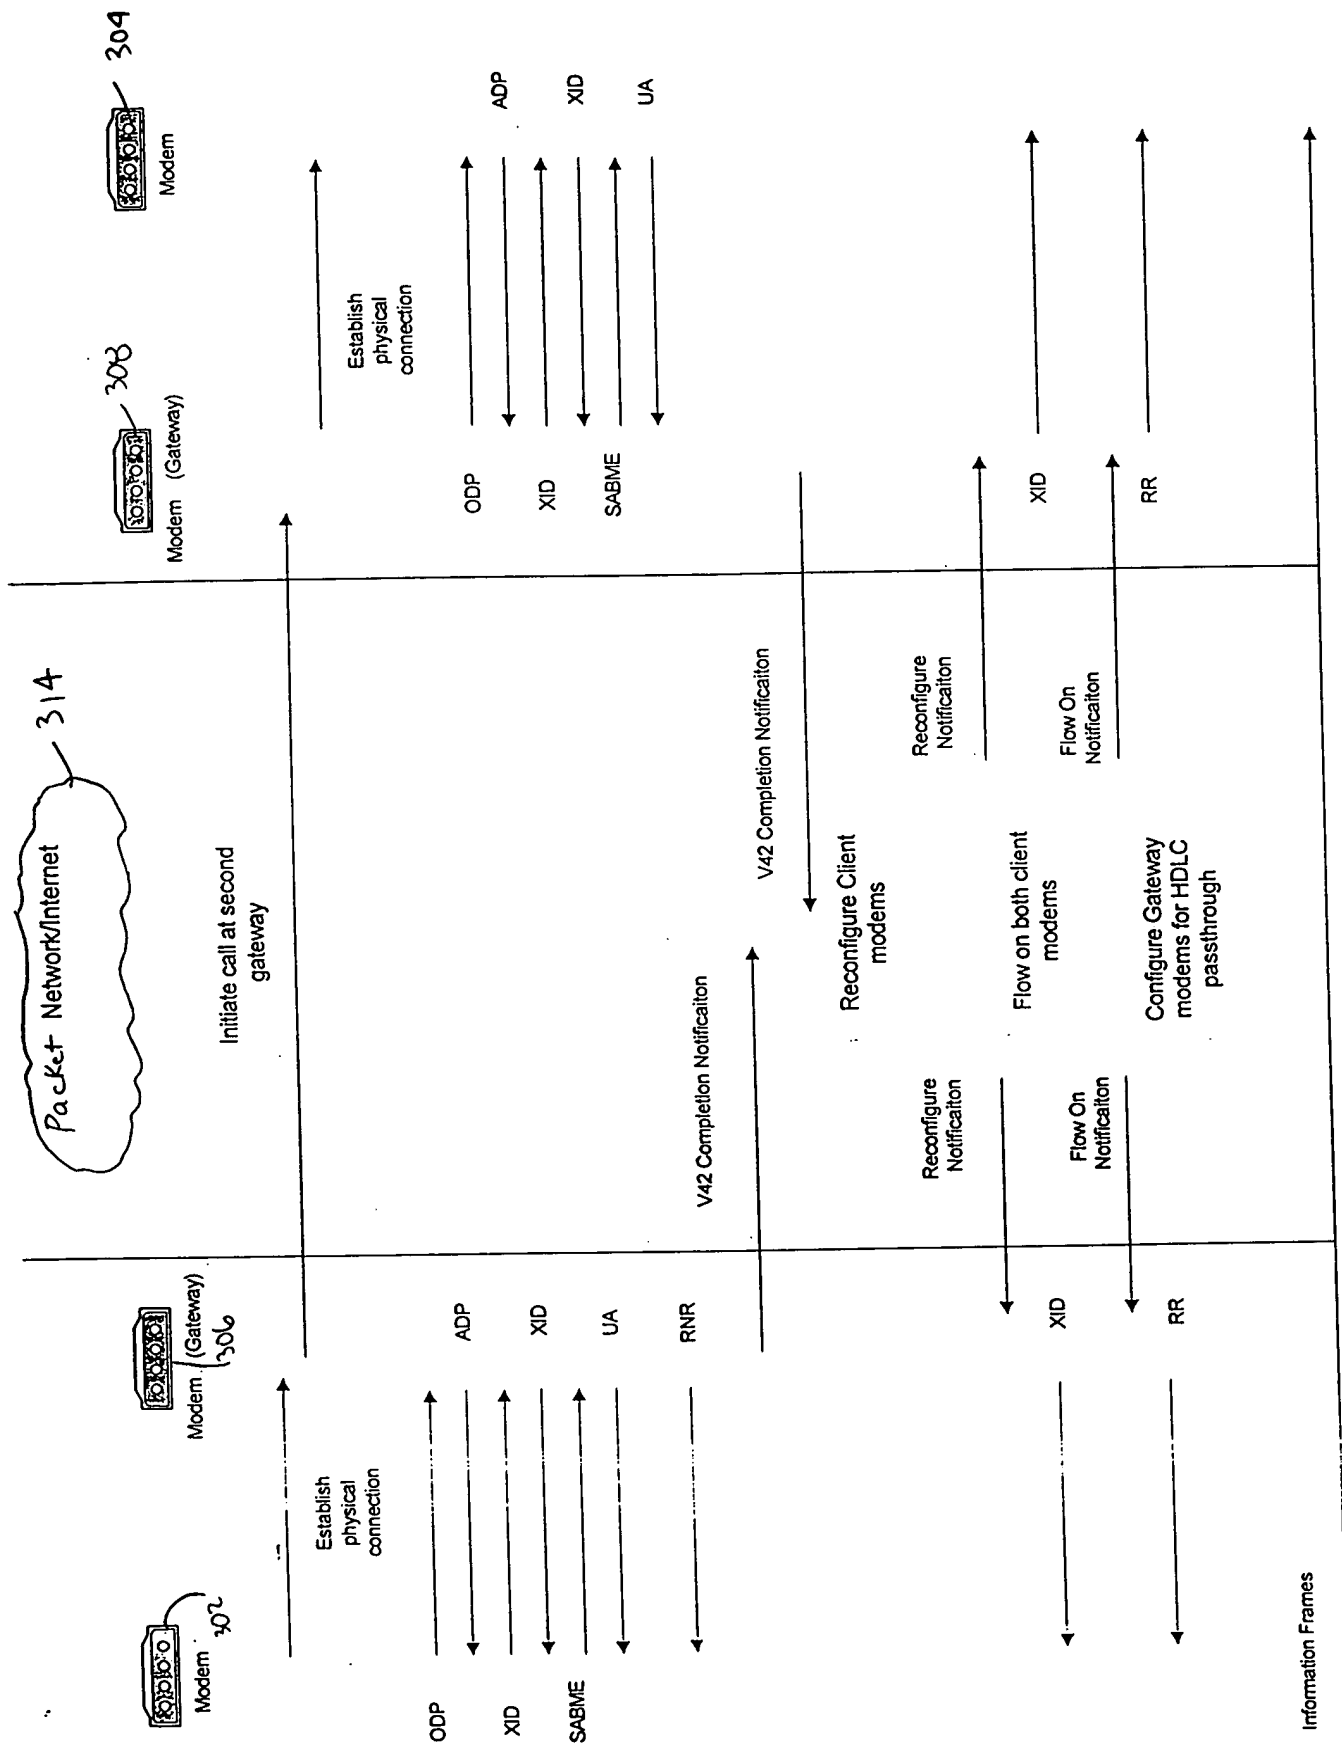 Packet Network/Internet
314
Modem
302
Modem (Gateway)
306
Modem (Gateway)
308
Modem
304
Initiate call at second
gateway
Establish
physical
connection
Establish
physical
connection
ODP
ADP
XID
XID
SABME
UA
RNR
ODP
ADP
XID
XID
SABME
UA
V42 Completion Notificaiton
V42 Completion Notificaiton
Reconfigure Client
modems
Reconfigure
Notificaiton
Reconfigure
Notificaiton
XID
Flow on both client
modems
XID
Flow On
Notificaiton
Flow On
Notificaiton
RR
Configure Gateway
modems for HDLC
passthrough
RR
Information Frames